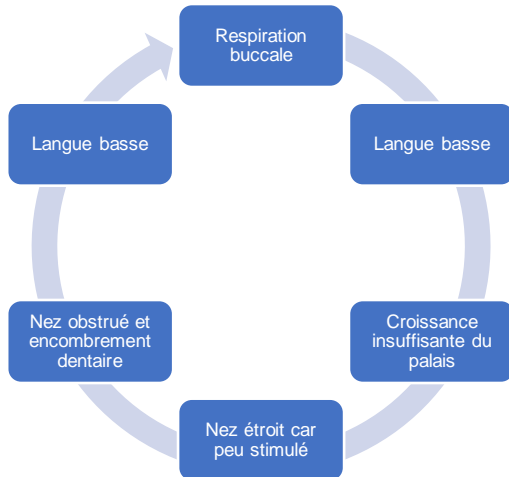 Respiration
buccale
Langue basse
Croissance
insuffisante du
palais
Nez étroit car
peu stimulé
Nez obstrué et
encombrement
dentaire
Langue basse